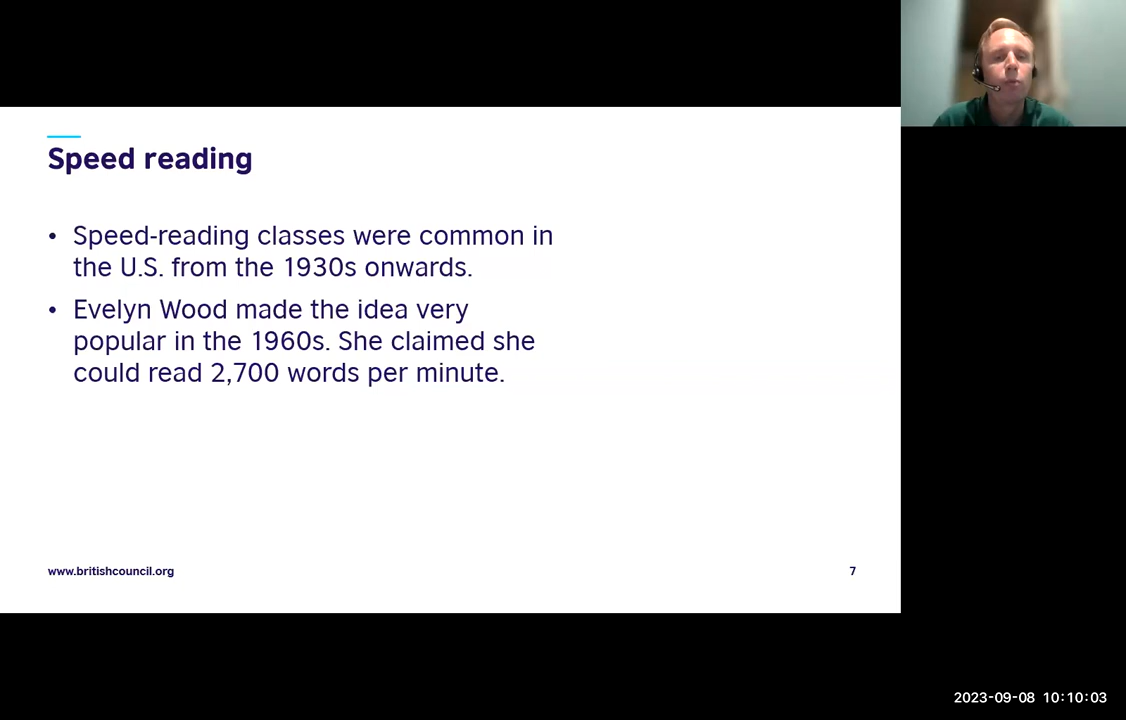 Speed reading
• Speed-reading classes were common in
the U.S. from the 1930s onwards.
• Evelyn Wood made the idea very
popular in the 1960s. She claimed she
could read 2,700 words per minute.
www.britishcouncil.org
7
2023-09-08 10:10:03